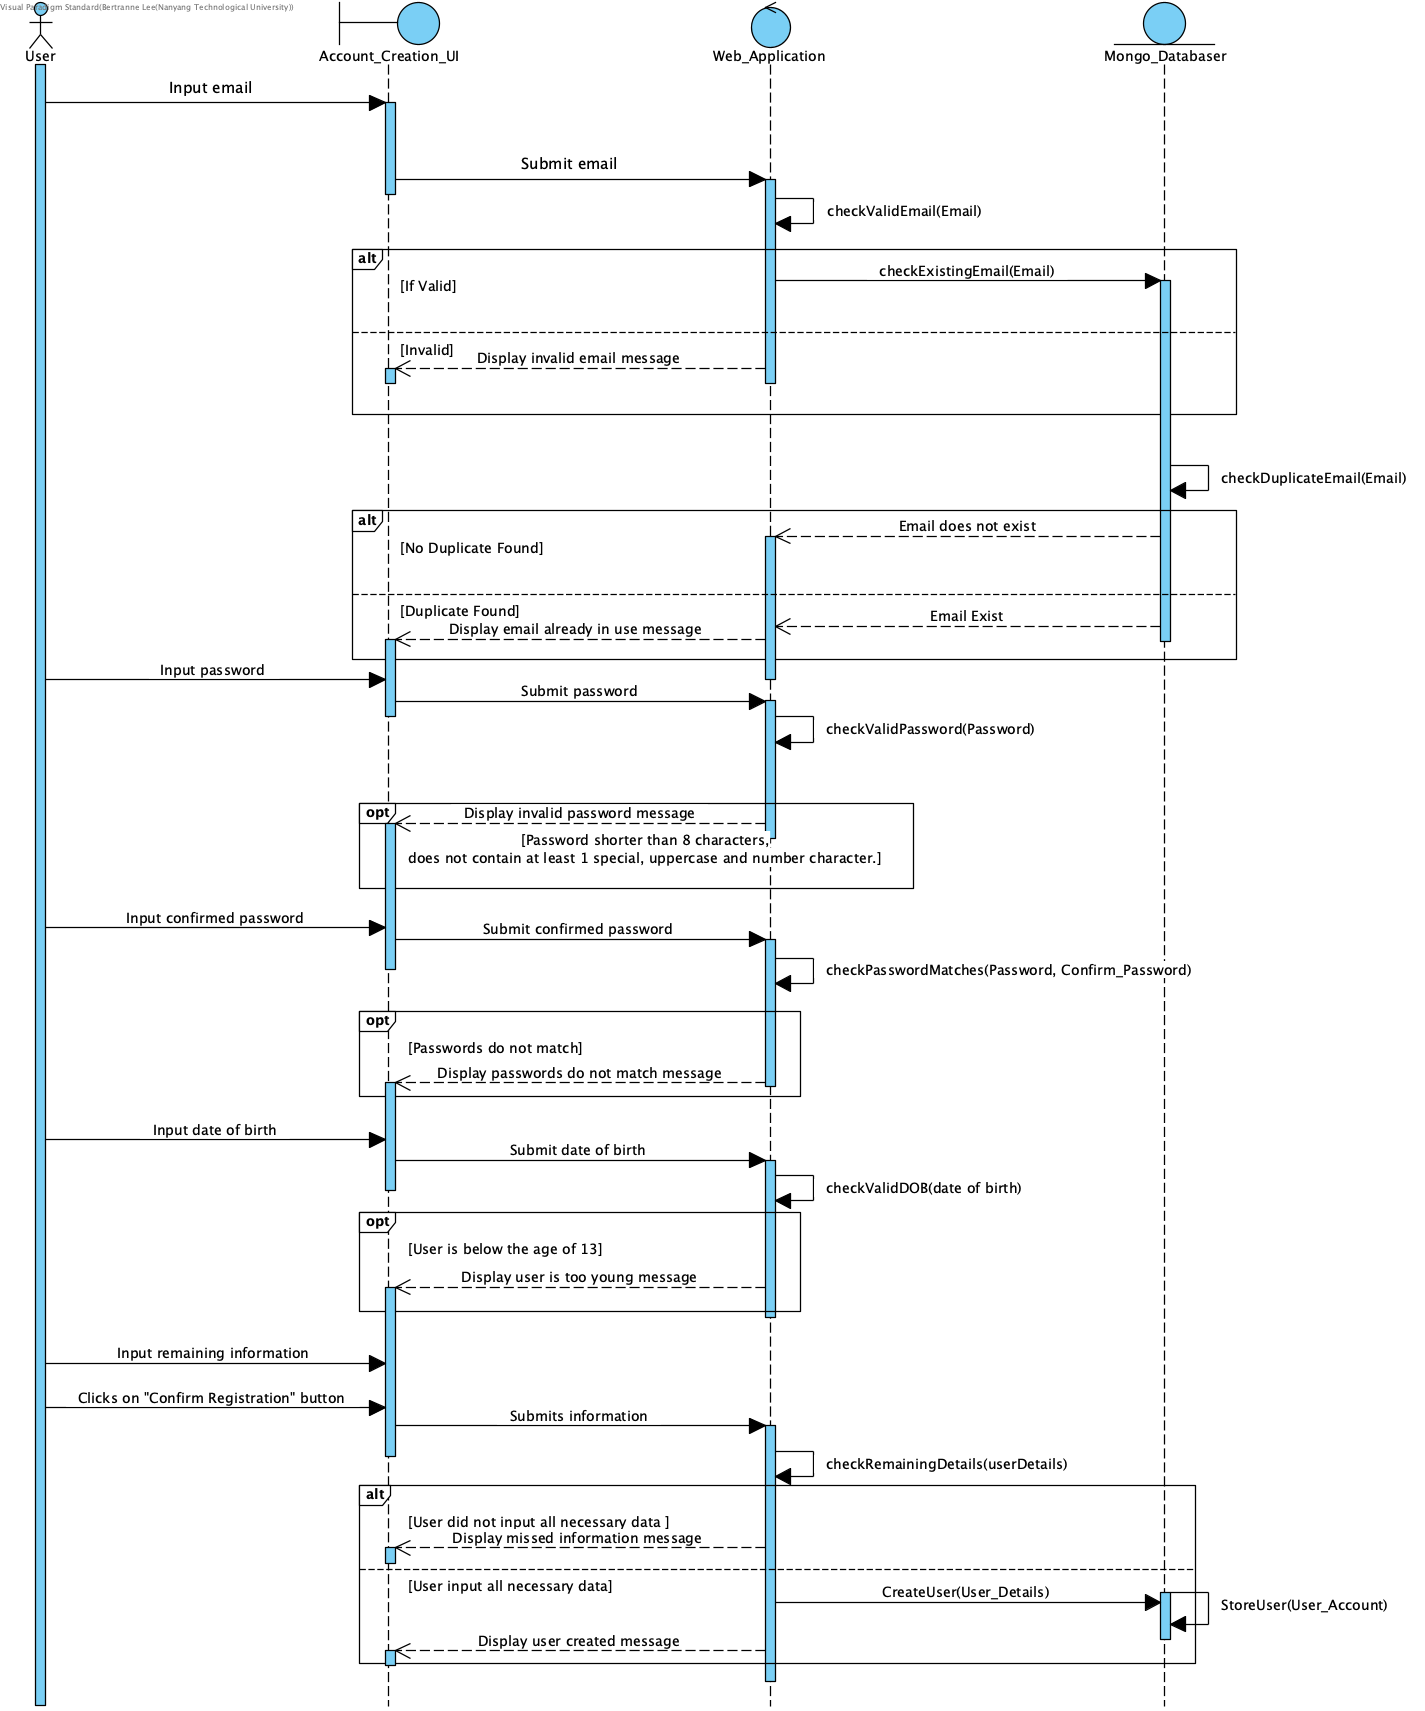 Visual Paradigm Standard(Bertranne Lee(Nanyang Technological University))
User
Account_Creation_UI
Web_Application
Mongo_Databaser
Input email
Submit email
checkValidEmail(Email)
alt
checkExistingEmail(Email)
[If Valid]
[Invalid]
Display invalid email message
checkDuplicateEmail(Email)
alt
Email does not exist
[No Duplicate Found]
[Duplicate Found]
Email Exist
Display email already in use message
Input password
Submit password
checkValidPassword(Password)
opt
Display invalid password message
[Password shorter than 8 characters,
does not contain at least 1 special, uppercase and number character.]
Input confirmed password
Submit confirmed password
checkPasswordMatches(Password, Confirm_Password)
opt
[Passwords do not match]
Display passwords do not match message
Input date of birth
Submit date of birth
checkValidDOB(date of birth)
opt
[User is below the age of 13]
Display user is too young message
Input remaining information
Clicks on "Confirm Registration" button
Submits information
checkRemainingDetails(userDetails)
alt
[User did not input all necessary data ]
Display missed information message
[User input all necessary data]
CreateUser(User_Details)
StoreUser(User_Account)
Display user created message